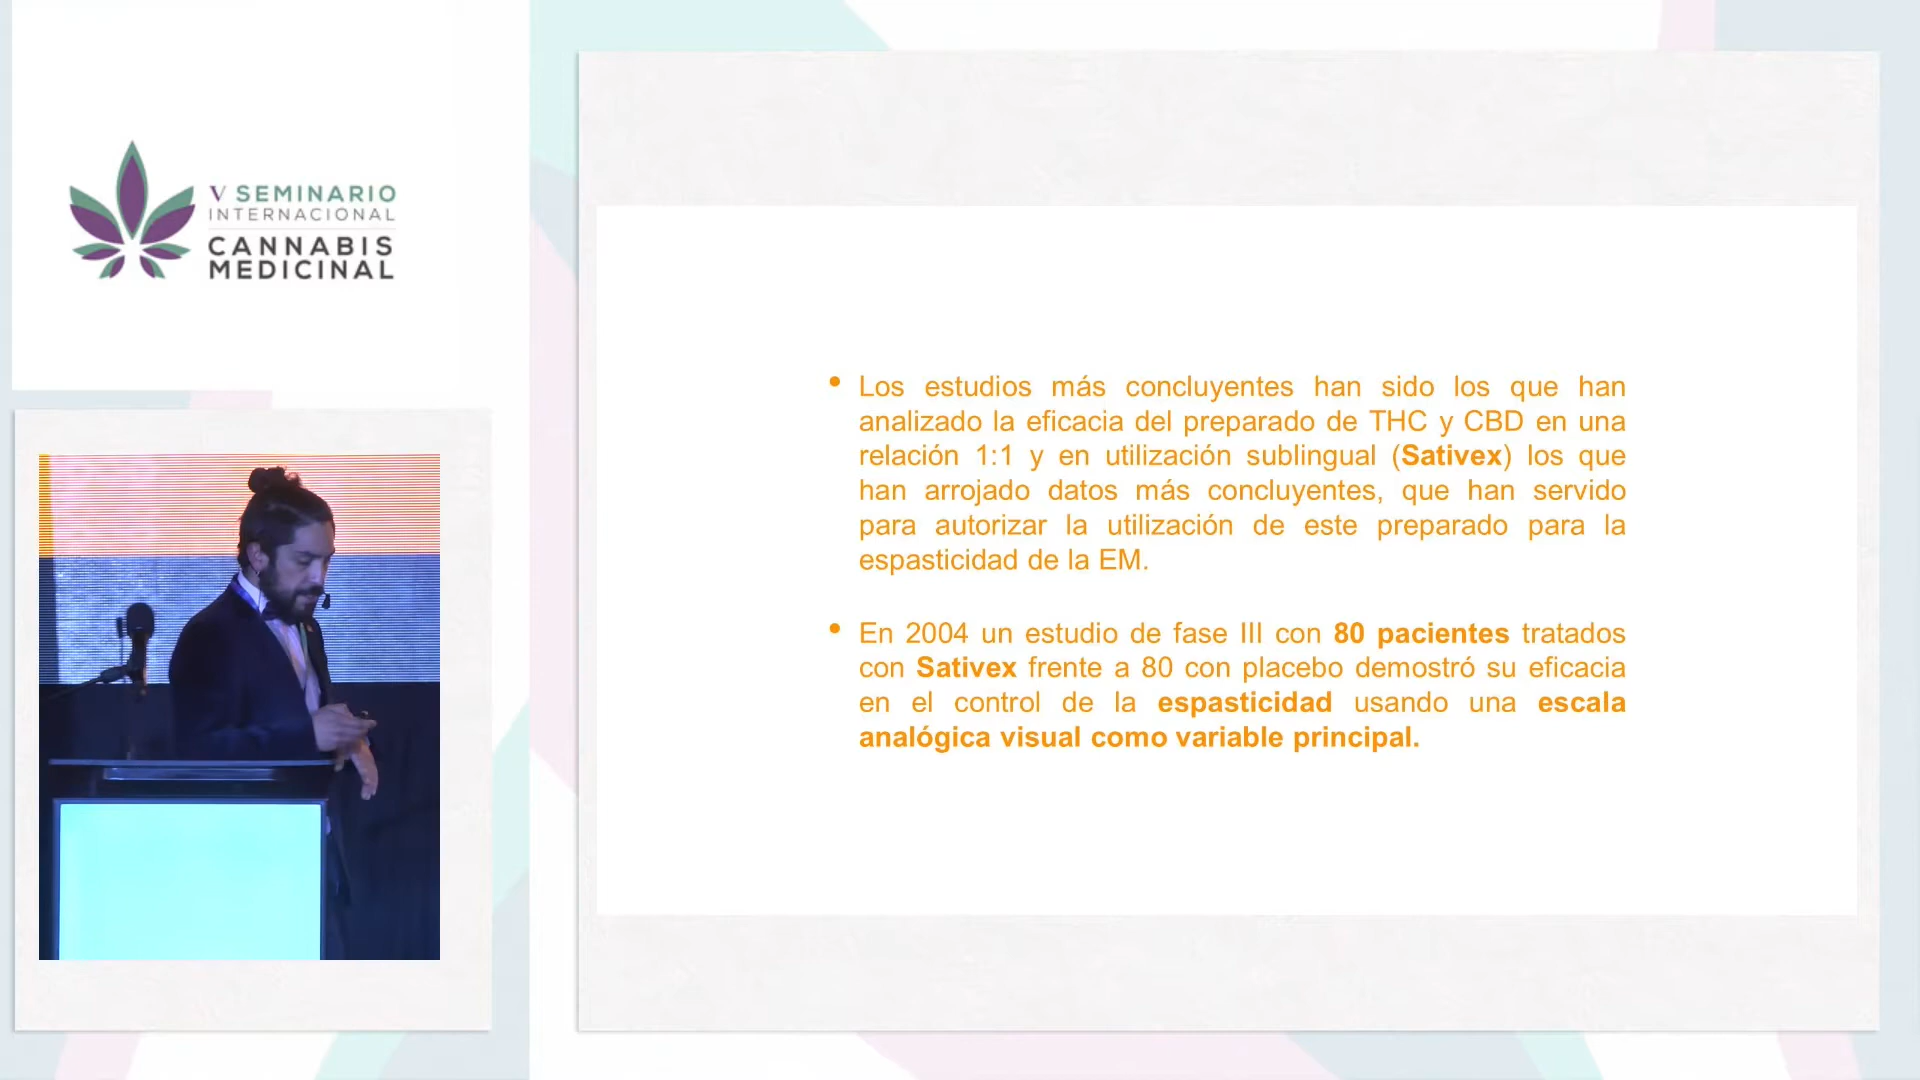 V SEMINARIO
INTERNACIONAL
CANNABIS
MEDICINAL
• Los estudios más concluyentes han sido los que han
analizado la eficacia del preparado de THC y CBD en una
relación 1:1 y en utilización sublingual (Sativex) los que
han arrojado datos más concluyentes, que han servido
para autorizar la utilización de este preparado para la
espasticidad de la EM.
• En 2004 un estudio de fase III con 80 pacientes tratados
con Sativex frente a 80 con placebo demostró su eficacia
en el control de la espasticidad usando una escala
analógica visual como variable principal.